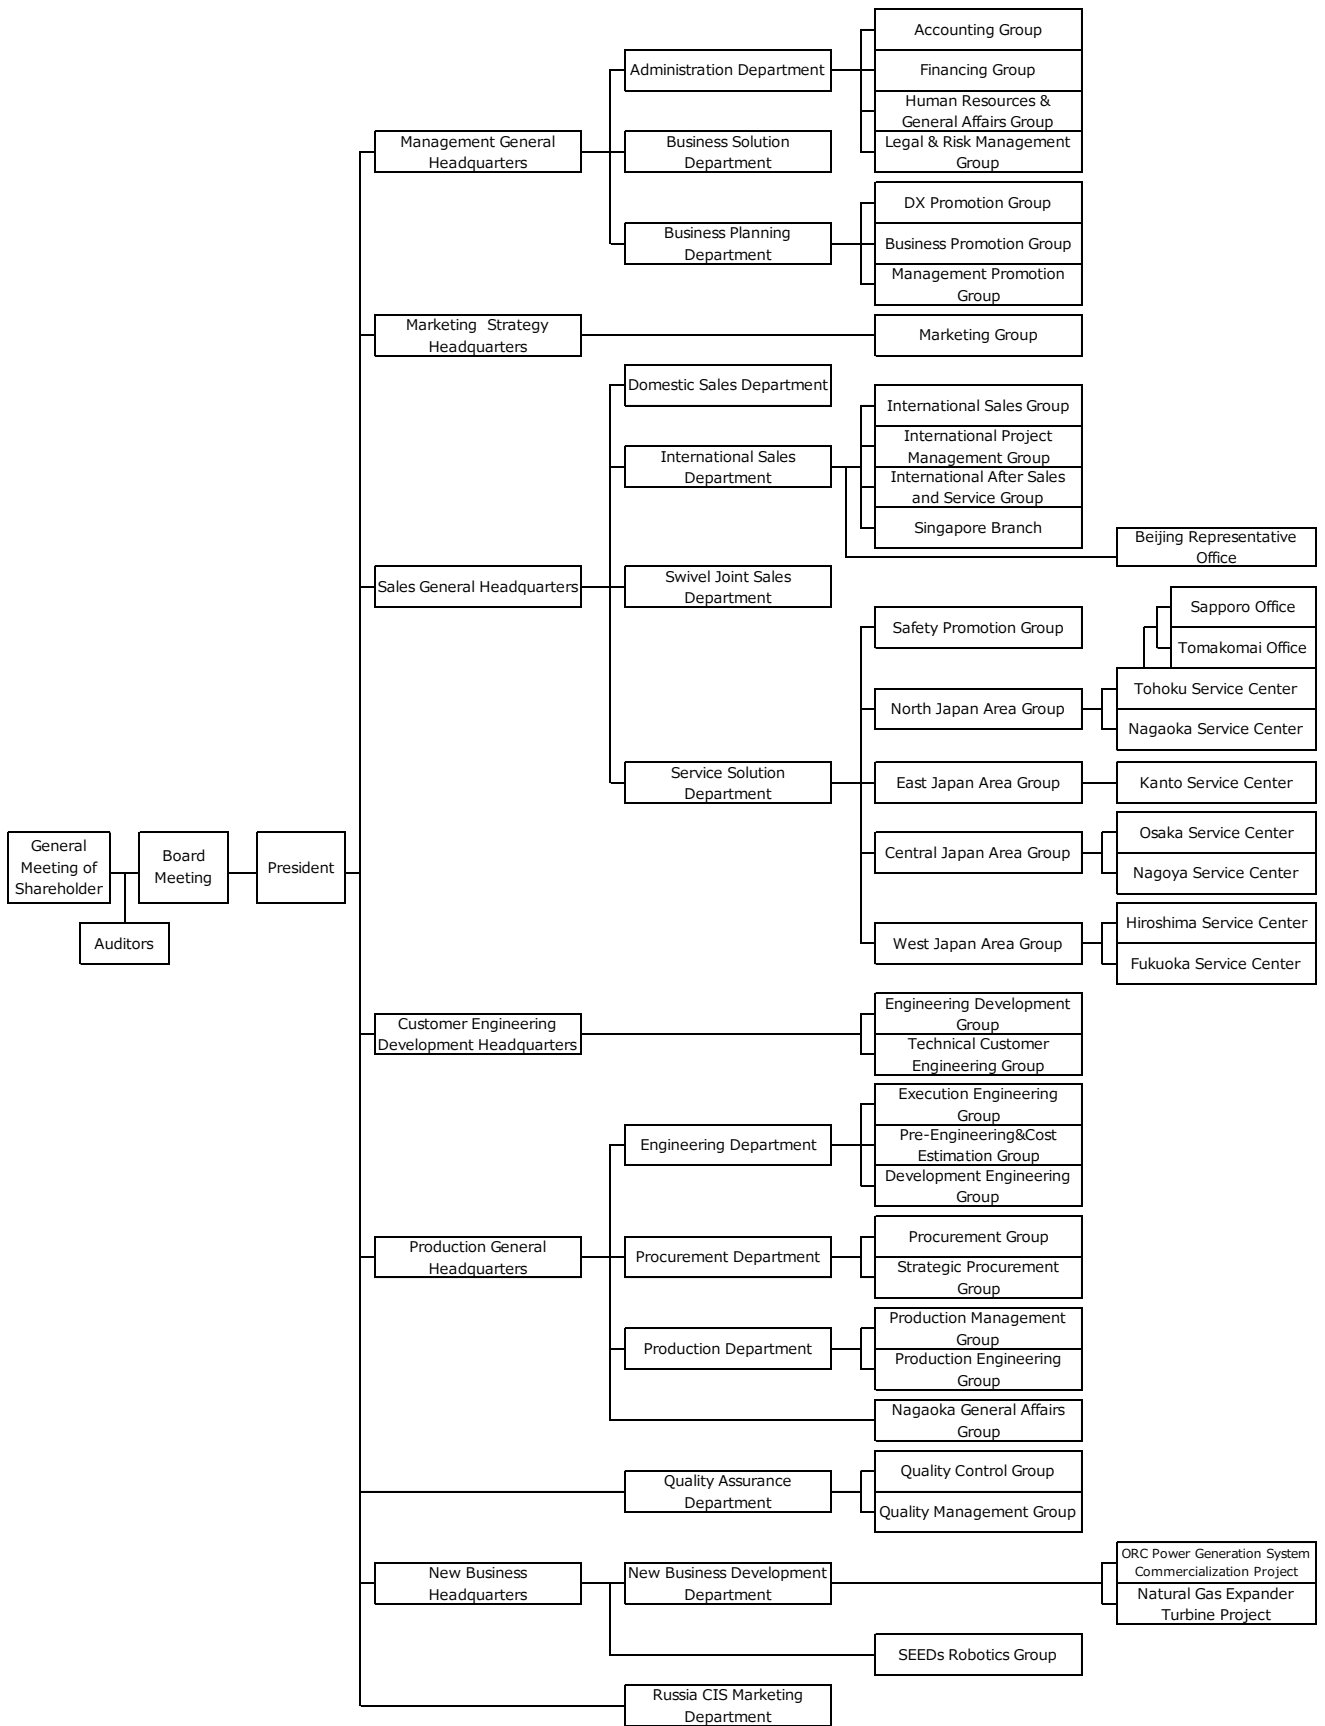 Accounting Group
Administration Department
Financing Group
Human Resources &
General Affairs Group
Management General
Headquarters
Business Solution
Department
Legal & Risk Management
Group
DX Promotion Group
Business Planning
Department
Business Promotion Group
Management Promotion
Group
Marketing  Strategy
Headquarters
Marketing Group
Domestic Sales Department
International Sales Group
International Sales
Department
International Project
Management Group
International After Sales
and Service Group
Singapore Branch
Beijing Representative
Office
Sales General Headquarters
Swivel Joint Sales
Department
Sapporo Office
Safety Promotion Group
Tomakomai Office
North Japan Area Group
Tohoku Service Center
Nagaoka Service Center
Service Solution
Department
East Japan Area Group
Kanto Service Center
General
Meeting of
Shareholder
Board
Meeting
President
Auditors
Central Japan Area Group
Osaka Service Center
Nagoya Service Center
West Japan Area Group
Hiroshima Service Center
Fukuoka Service Center
Customer Engineering
Development Headquarters
Engineering Development
Group
Technical Customer
Engineering Group
Engineering Department
Execution Engineering
Group
Pre-Engineering&Cost
Estimation Group
Development Engineering
Group
Production General
Headquarters
Procurement Department
Procurement Group
Strategic Procurement
Group
Production Department
Production Management
Group
Production Engineering
Group
Nagaoka General Affairs
Group
Quality Assurance
Department
Quality Control Group
Quality Management Group
New Business
Headquarters
New Business Development
Department
ORC Power Generation System
Commercialization Project
Natural Gas Expander
Turbine Project
SEEDs Robotics Group
Russia CIS Marketing
Department